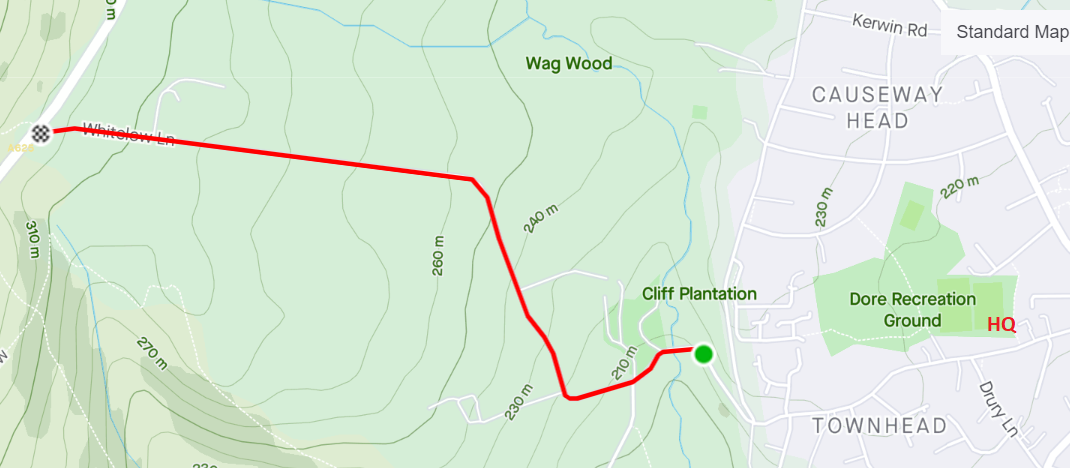 0 m
Kerwin Rd
Standard Map
Wag Wood
CAUSEWAY
HEAD
Whitelow Ln
220 m
230 m
240 m
310 m
260 m
Cliff Plantation
Dore Recreation
Ground
HQ
270 m
210 m
230 m
Drury Ln
TOWNHEAD